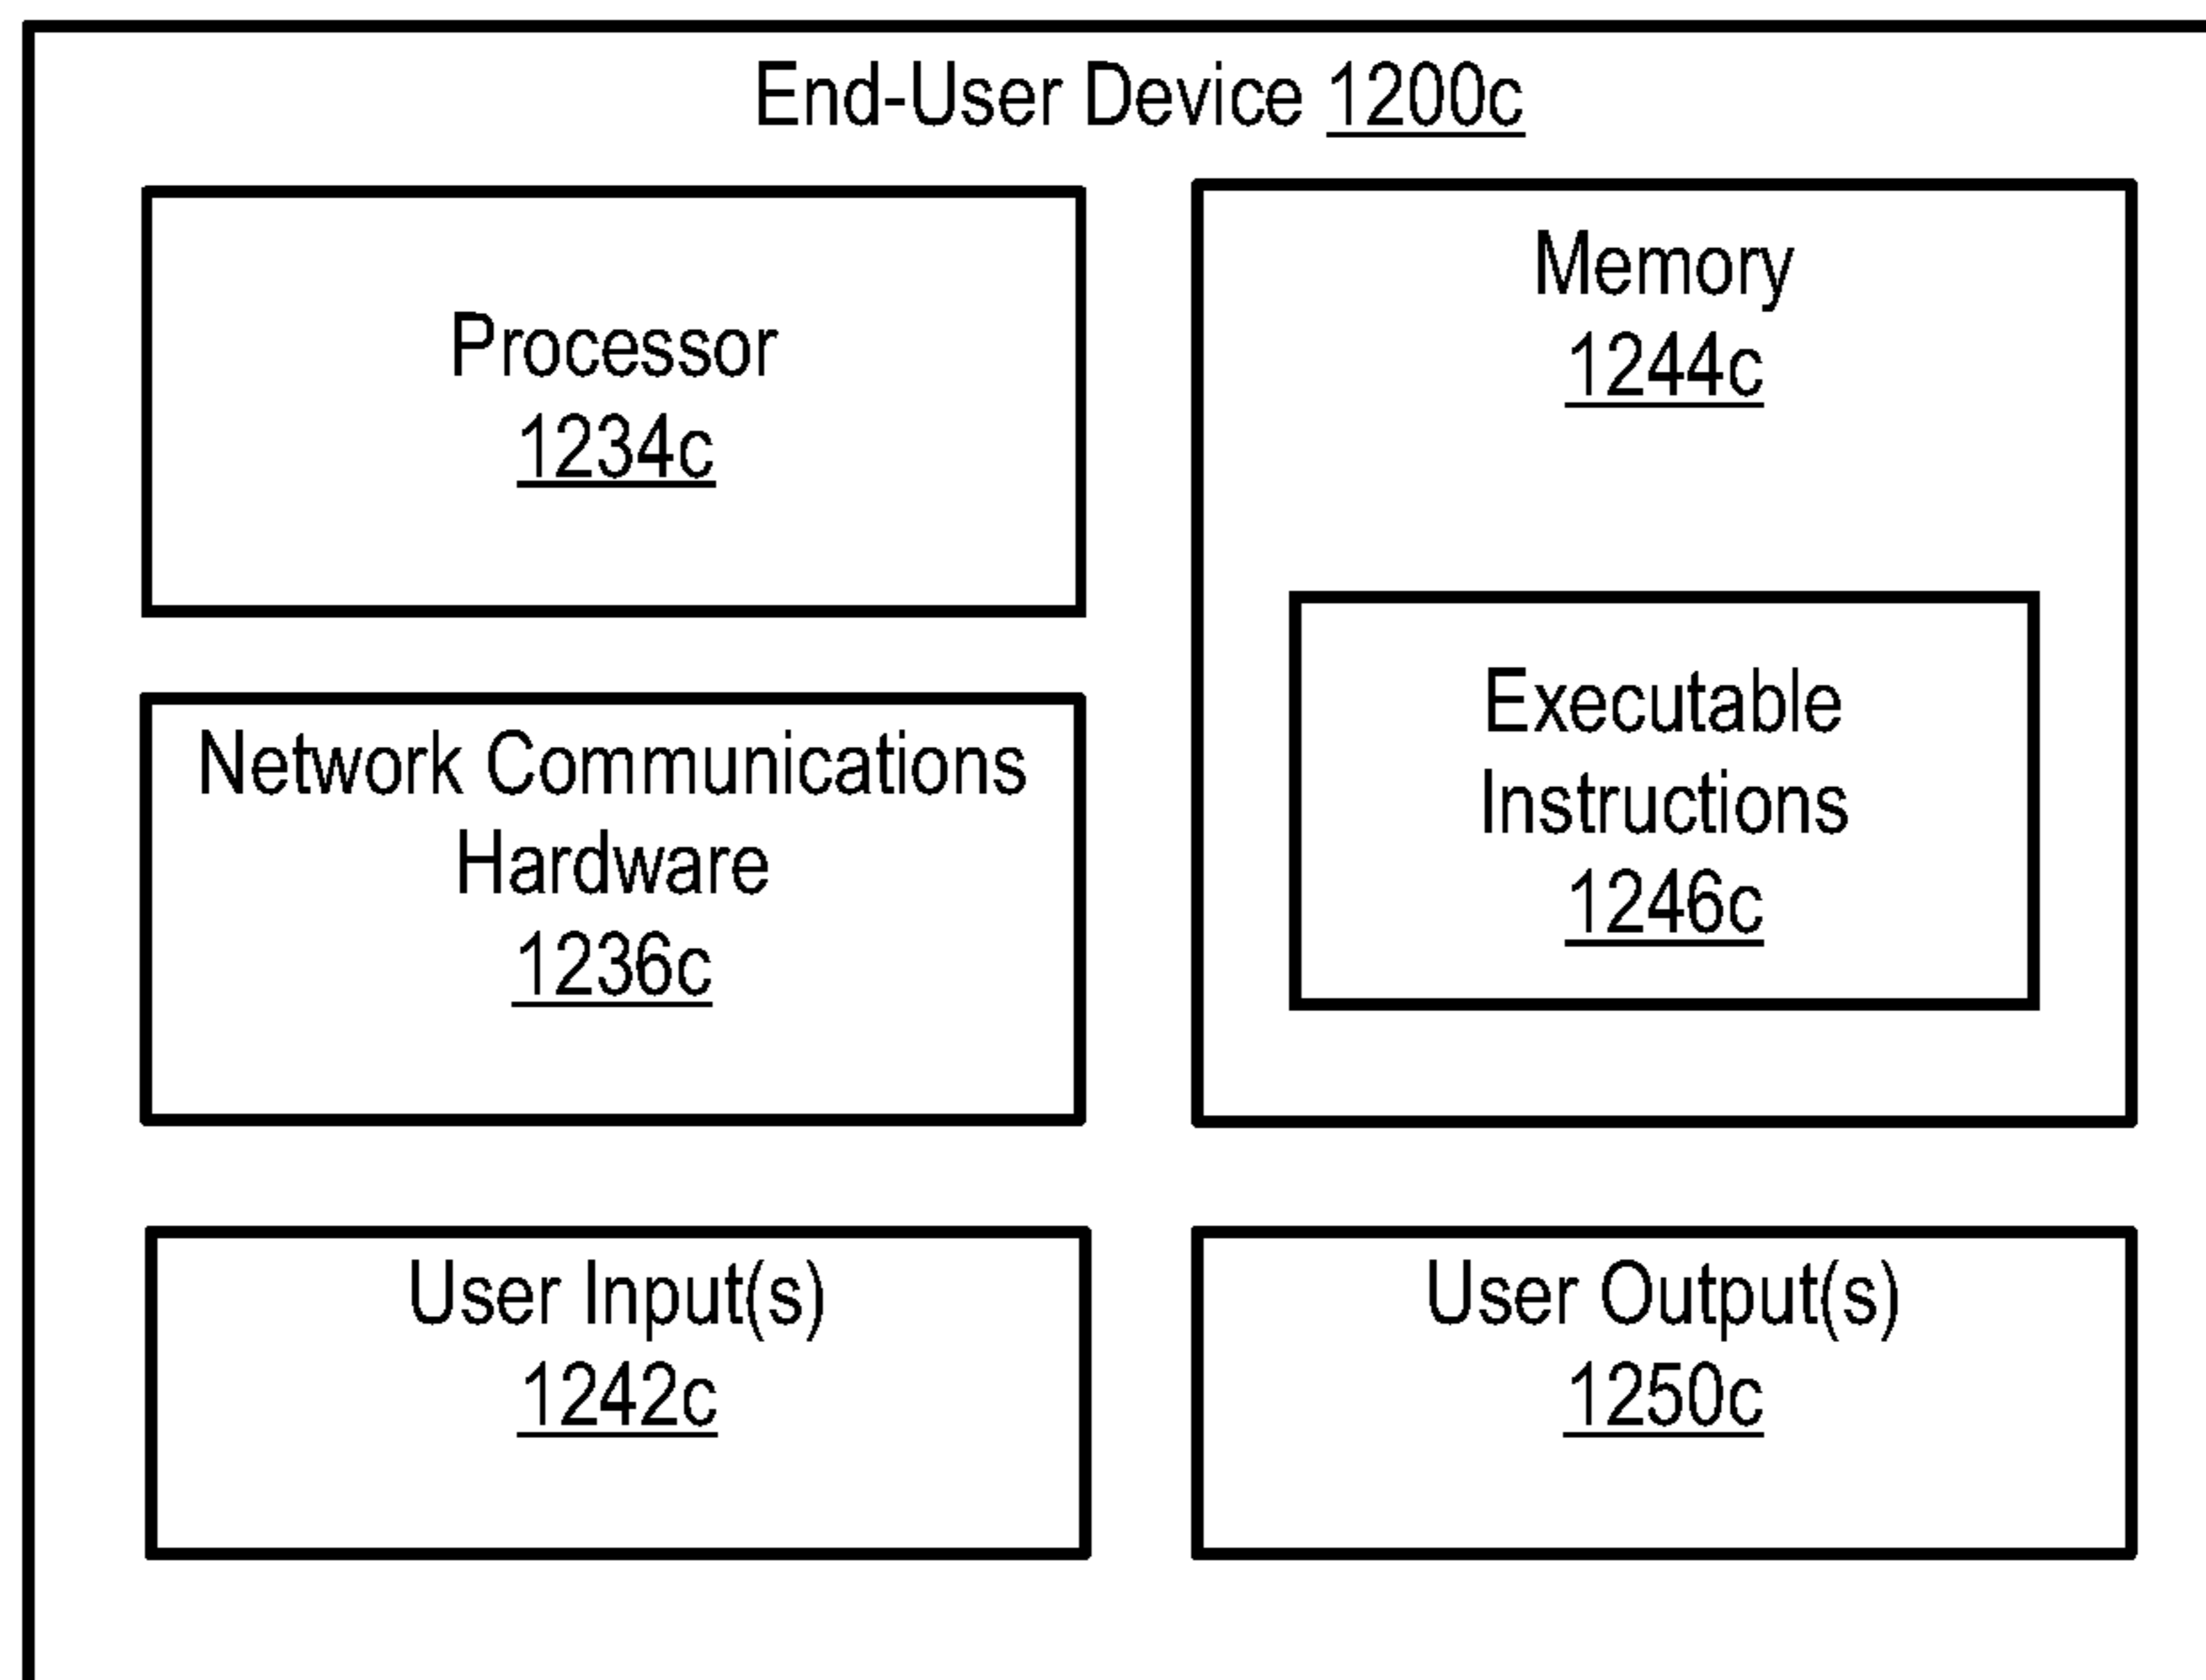 End-User Device 1200c
Processor
1234c
Memory
1244c
Network Communications
Hardware
1236c
Executable
Instructions
1246c
User Input(s)
1242c
User Output(s)
1250c